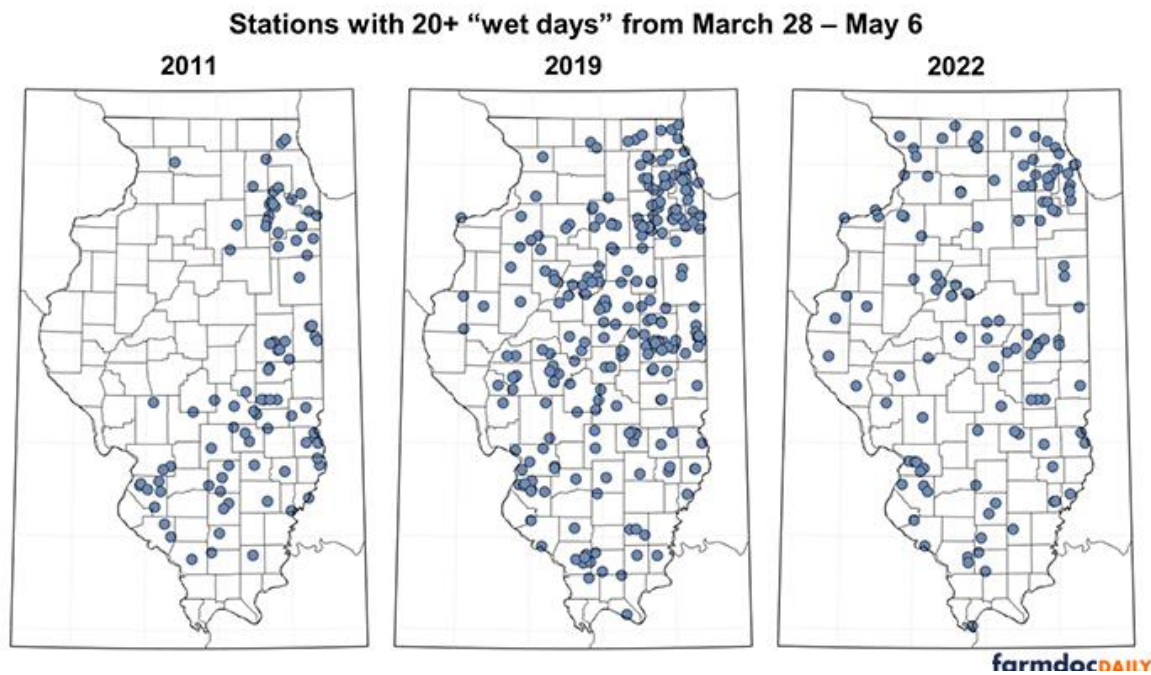 Stations with 20+ “wet days” from March 28 – May 6
2011
2019
2022
farmdocDAILY